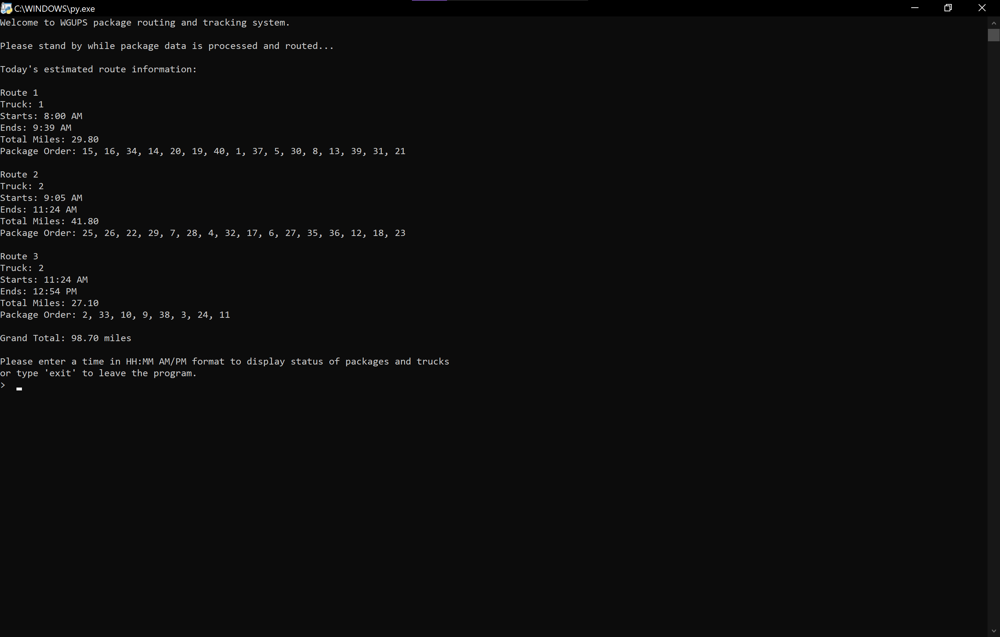 C:\WINDOWS\py.exe
Welcome to WGUPS package routing and tracking system.
Please stand by while package data is processed and routed...
Today's estimated route information:
Route 1
Truck: 1
Starts: 8:00 AM
Ends: 9:39 AM
Total Miles: 29.80
Package Order: 15, 16, 34, 14, 20, 19, 40, 1, 37, 5, 30, 8, 13, 39, 31, 21
Route 2
Truck: 2
Starts: 9:05 AM
Ends: 11:24 AM
Total Miles: 41.80
Package Order: 25, 26, 22, 29, 7, 28, 4, 32, 17, 6, 27, 35, 36, 12, 18, 23
Route 3
Truck: 2
Starts: 11:24 AM
Ends: 12:54 PM
Total Miles: 27.10
Package Order: 2, 33, 10, 9, 38, 3, 24, 11
Grand Total: 98.70 miles
Please enter a time in HH:MM AM/PM format to display status of packages and trucks
or type 'exit' to leave the program.
>